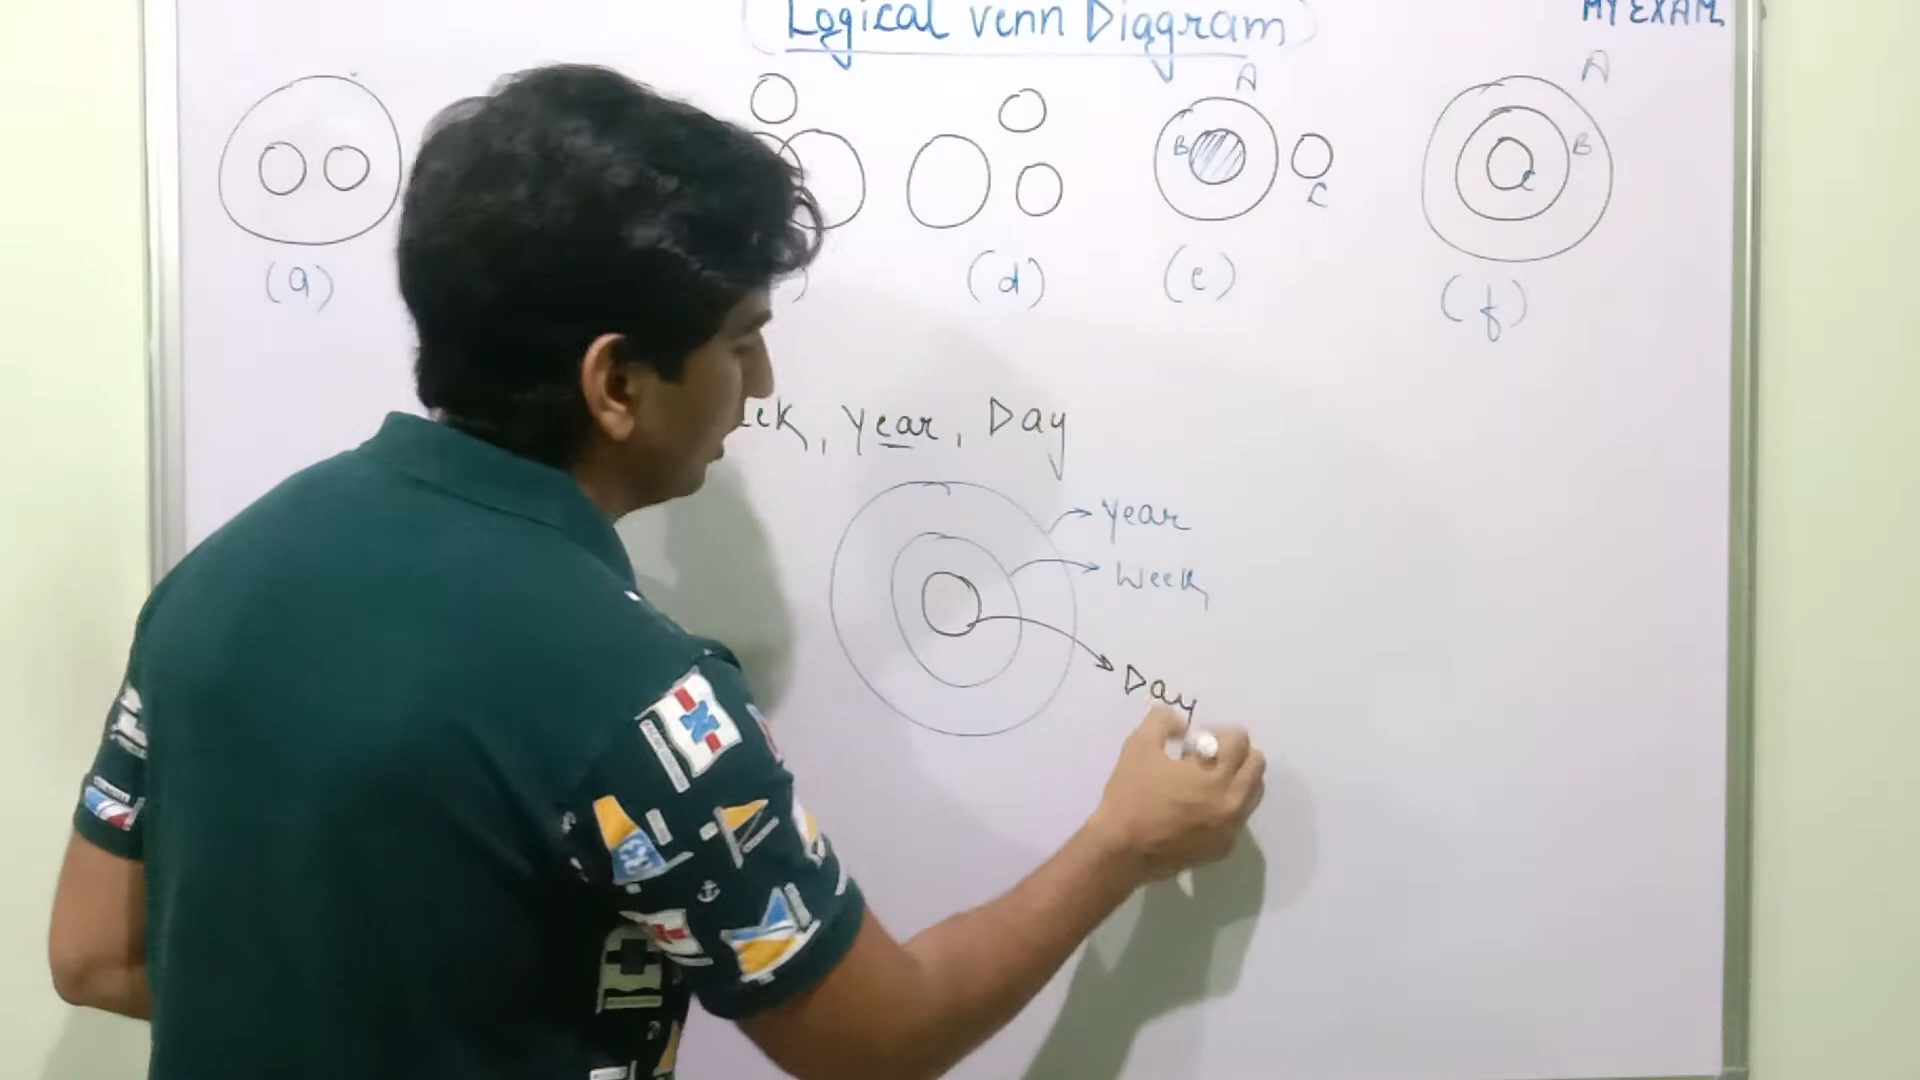 Logical Venn Diagram
MY EXAM
A
A
B
B
C
C
(a)
(d)
(e)
(f)
, Year, Day
Year
Week
Day